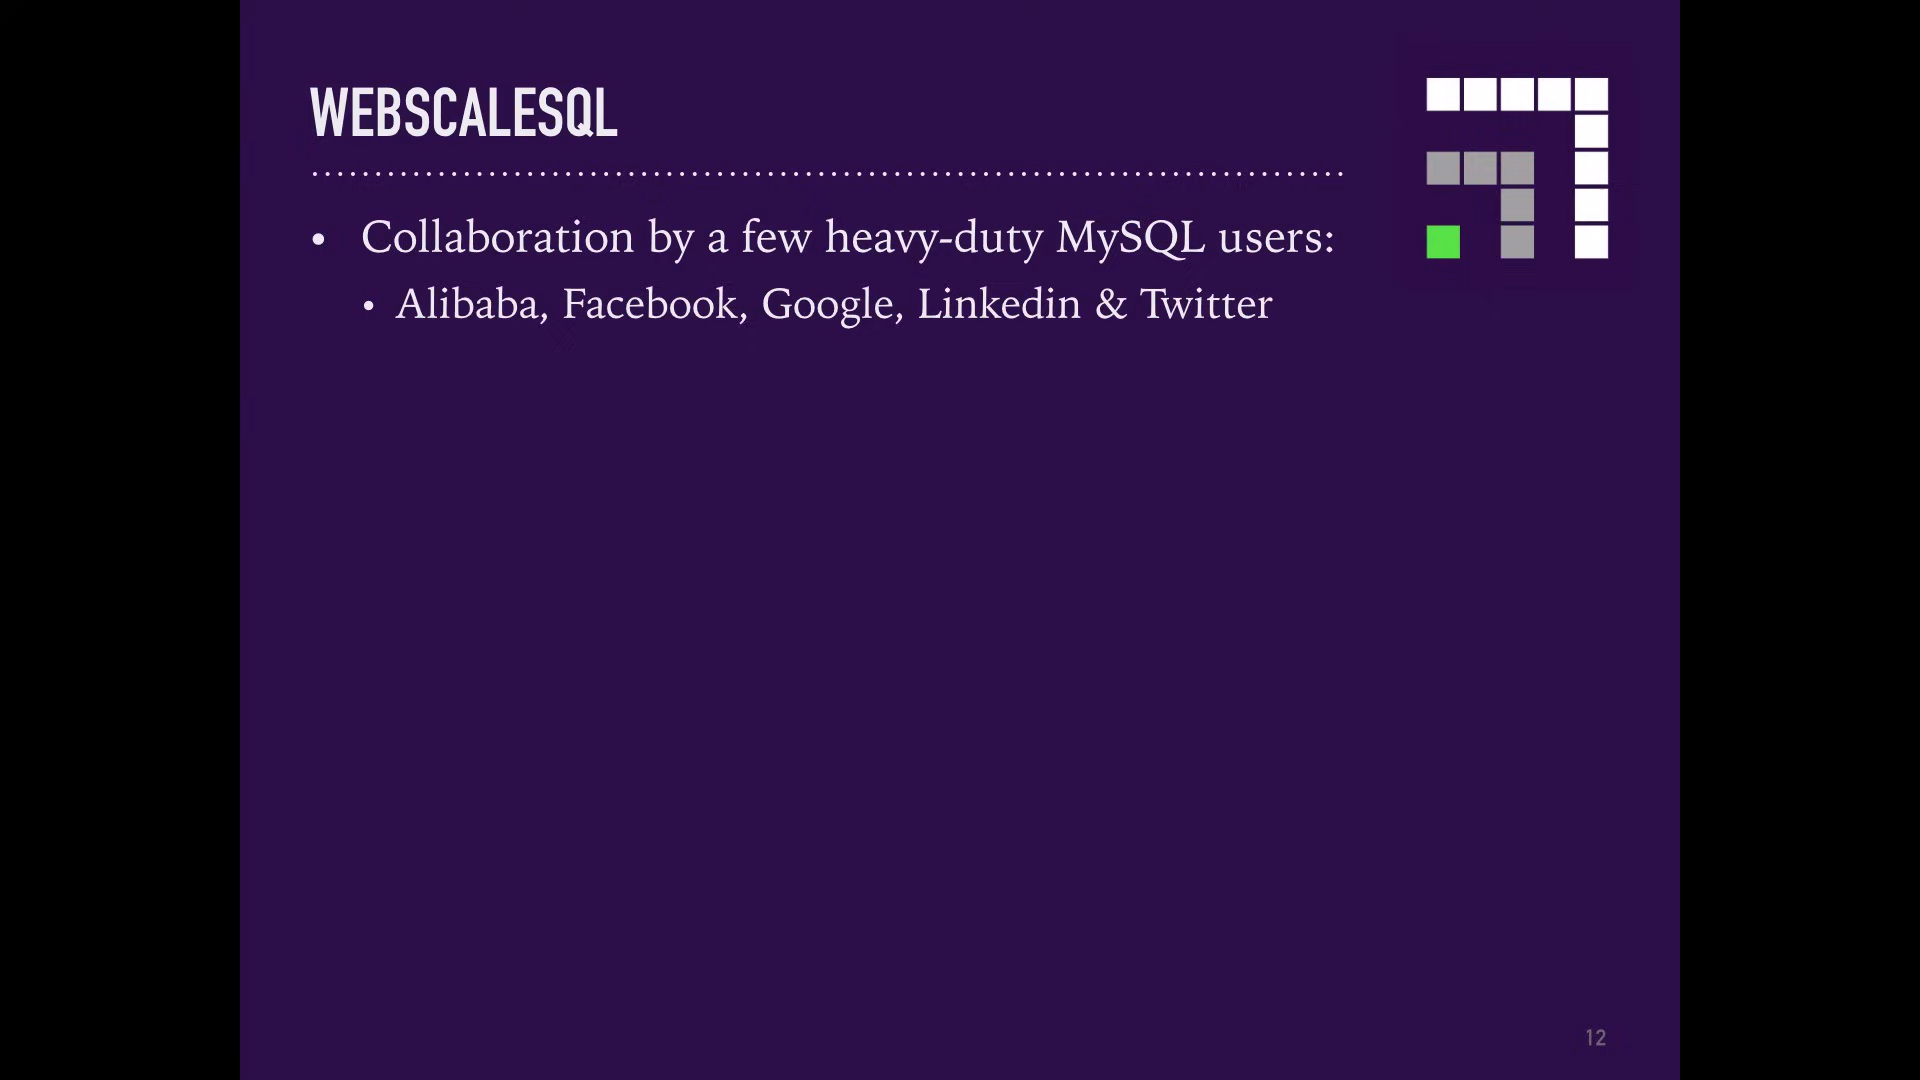 WEBSCALESQL
• Collaboration by a few heavy-duty MySQL users:
• Alibaba, Facebook, Google, Linkedin & Twitter
12